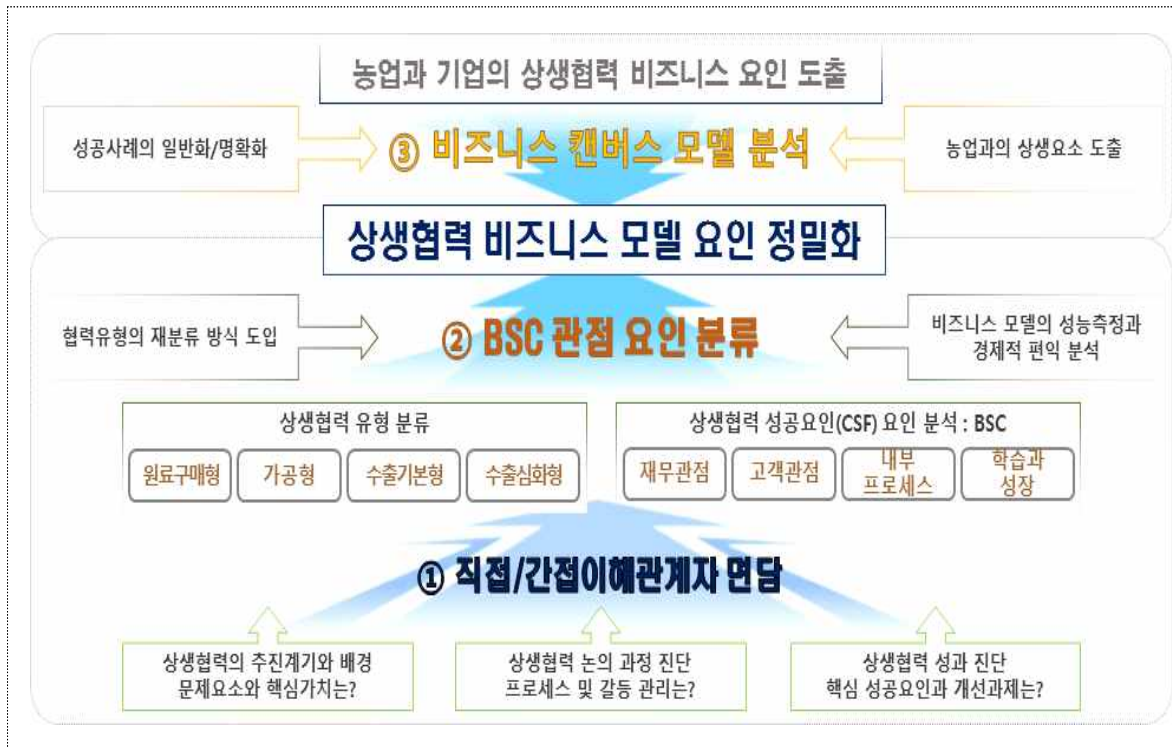 농업과 기업의 상생협력 비즈니스 요인 도출
성공사례의 일반화/명확화
③ 비즈니스 캔버스 모델 분석
농업과의 상생요소 도출
상생협력 비즈니스 모델 요인 정밀화
협력유형의 재분류 방식 도입
② BSC 관점 요인 분류
비즈니스 모델의 성능측정과
경제적 편익 분석
상생협력 유형 분류
원료구매형
가공형
수출기본형
수출심화형
상생협력 성공요인(CSF) 요인 분석 : BSC
재무관점
고객관점
내부
프로세스
학습과
성장
① 직접/간접이해관계자 면담
상생협력의 추진계기와 배경
문제요소와 핵심가치는?
상생협력 논의 과정 진단
프로세스 및 갈등 관리는?
상생협력 성과 진단
핵심 성공요인과 개선과제는?